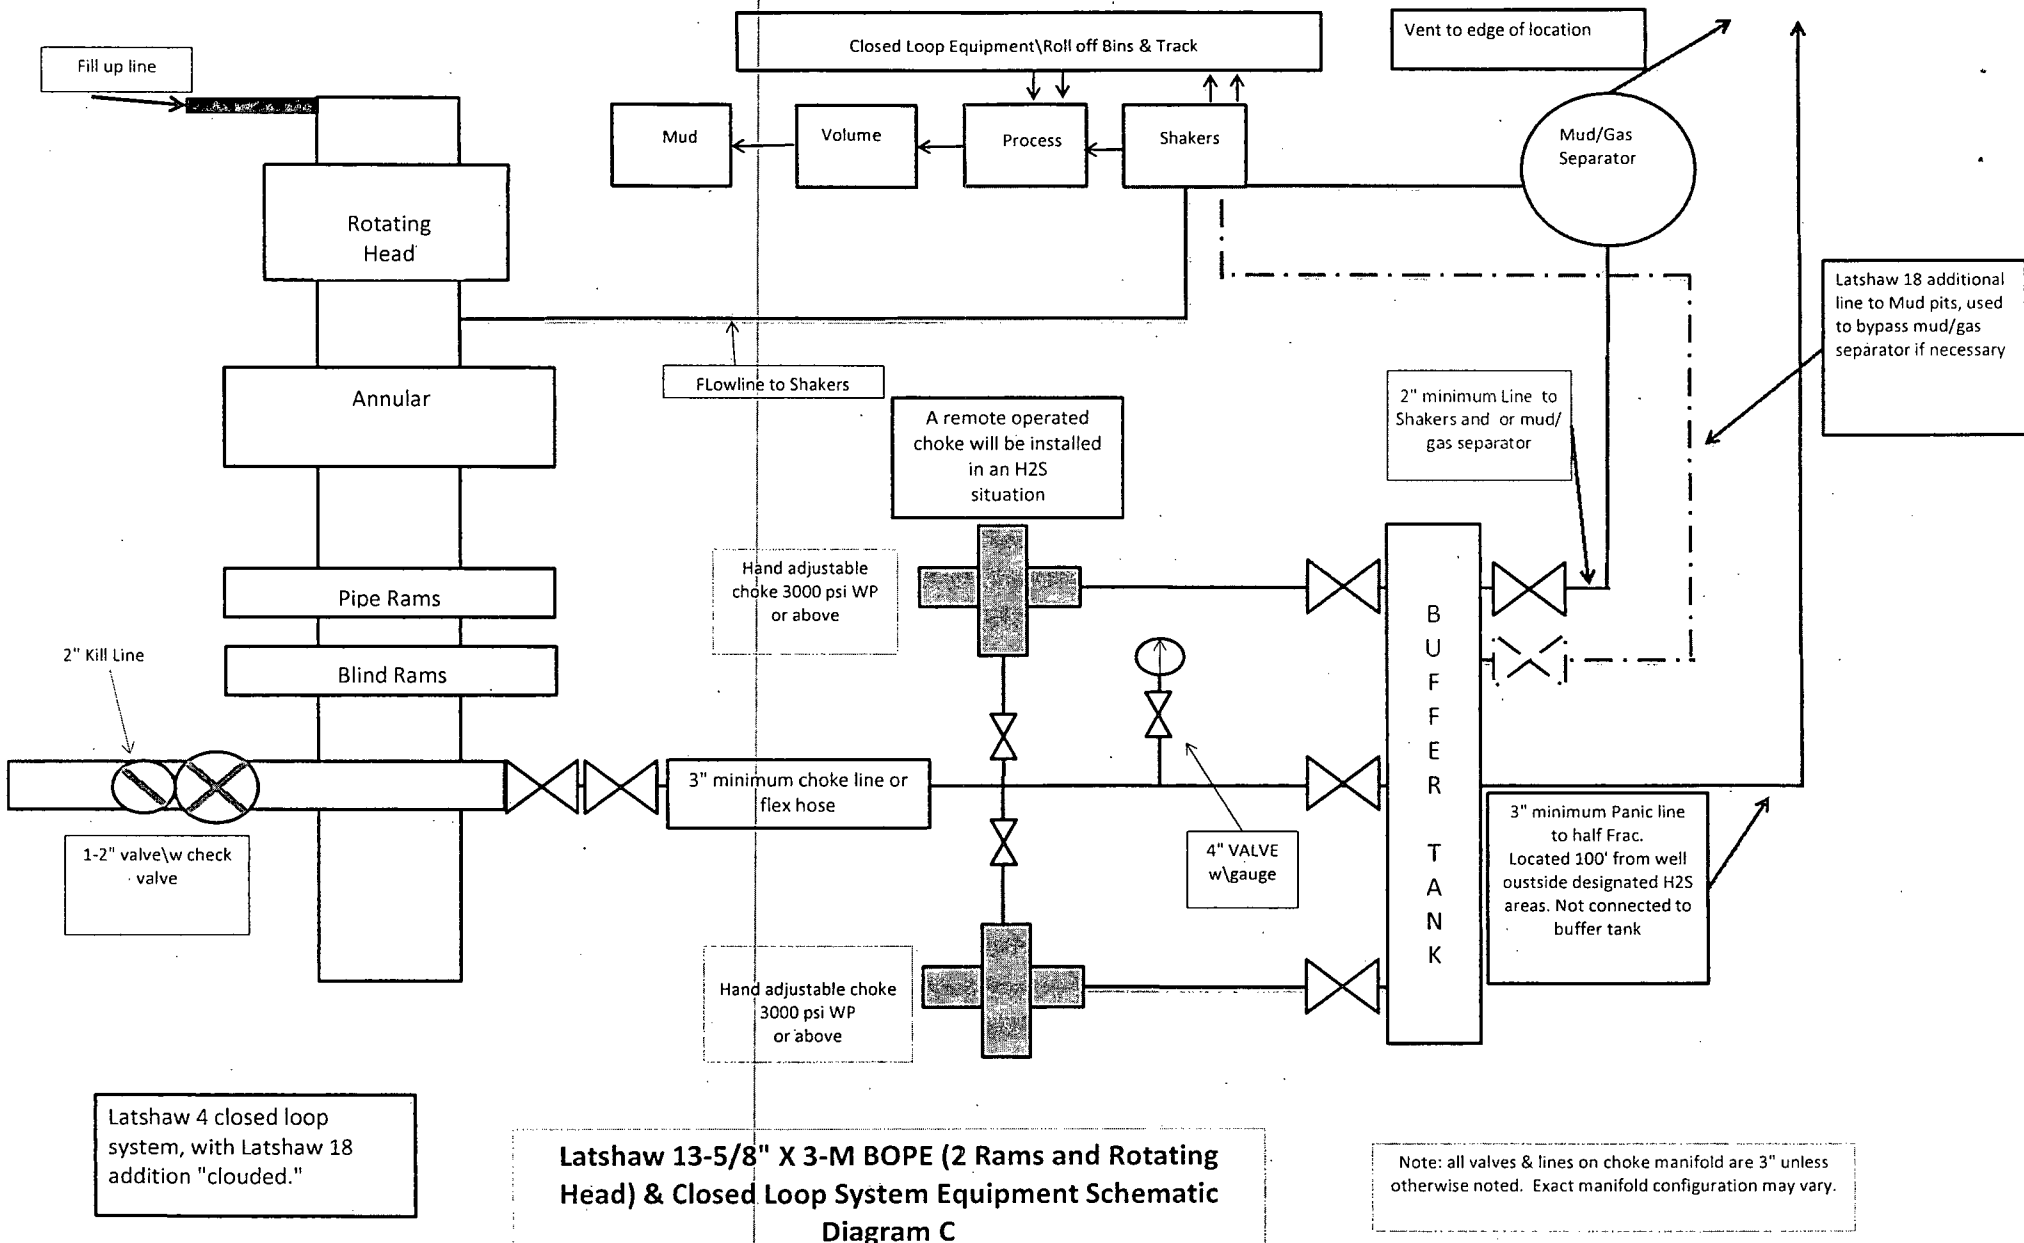 Fill up line
Closed Loop Equipment\Roll off Bins & Track
Vent to edge of location
Mud
Volume
Process
Shakers
Mud/Gas
Separator
Rotating
Head
Latshaw 18 additional
line to Mud pits, used
to bypass mud/gas
separator if necessary
FLowline to Shakers
Annular
A remote operated
choke will be installed
in an H2S
situation
2" minimum Line to
Shakers and or mud/
gas separator
Hand adjustable
choke 3000 psi WP
or above
Pipe Rams
Blind Rams
2" Kill Line
BUFFER TANK
3" minimum choke line or
flex hose
1-2" valve\w check
valve
4" VALVE
w\gauge
3" minimum Panic line
to half Frac.
Located 100' from well
oustside designated H2S
areas. Not connected to
buffer tank
Hand adjustable choke
3000 psi WP
or above
Latshaw 4 closed loop
system, with Latshaw 18
addition "clouded."
Latshaw 13-5/8" X 3-M BOPE (2 Rams and Rotating
Head) & Closed Loop System Equipment Schematic
Diagram C
Note: all valves & lines on choke manifold are 3" unless
otherwise noted. Exact manifold configuration may vary.